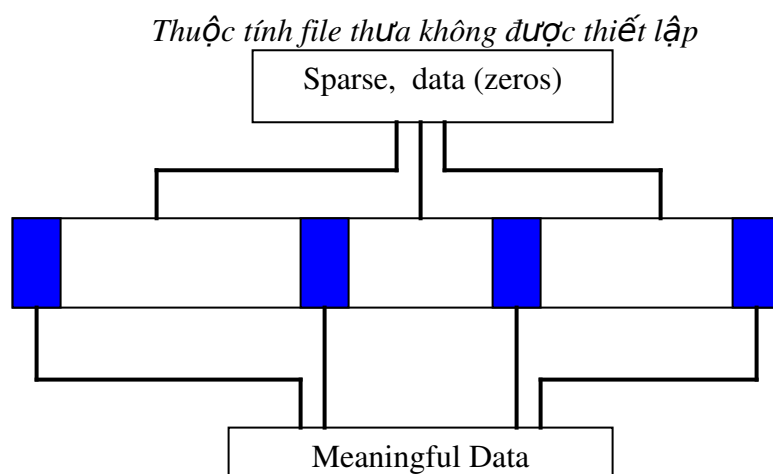 Thuộc tính file thưa không được thiết lập
Sparse, data (zeros)
Meaningful Data